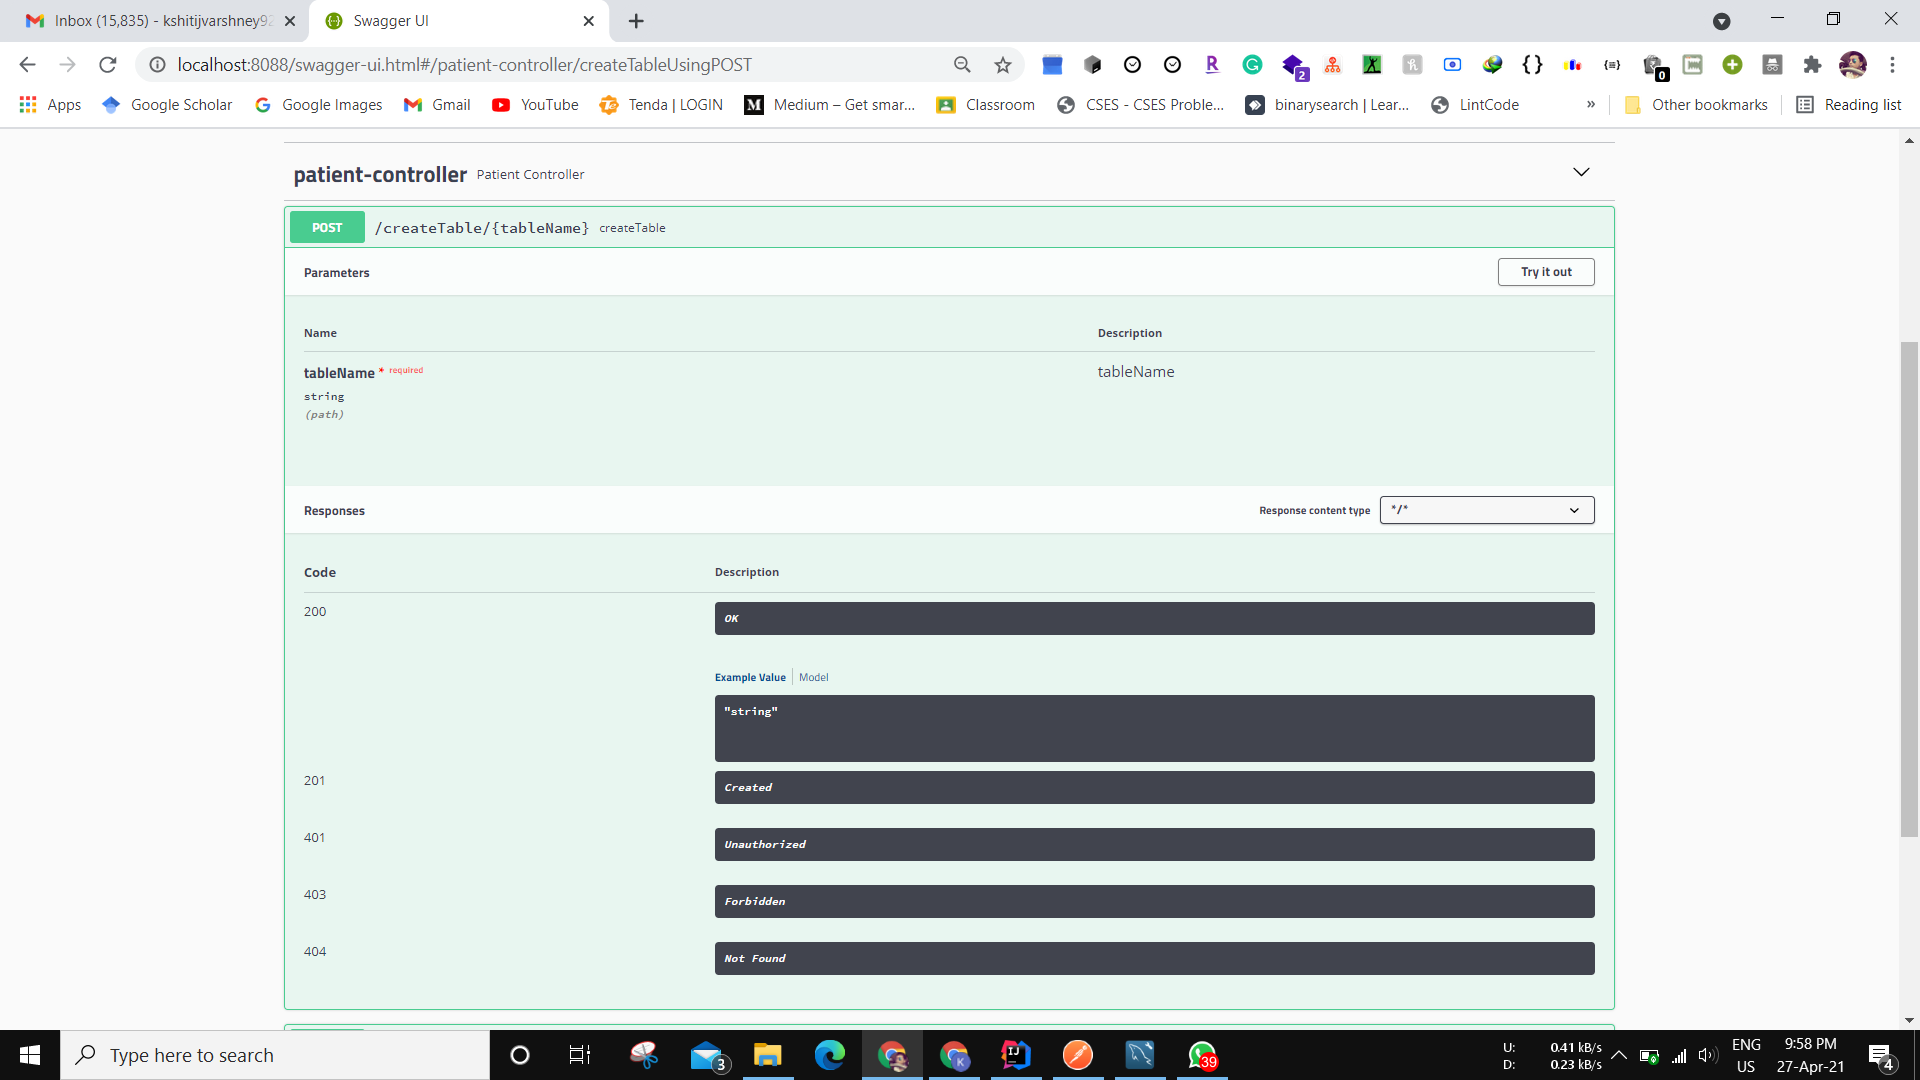 Inbox (15,835) - kshitijvarshney92
Swagger UI
localhost:8088/swagger-ui.html#/patient-controller/createTableUsingPOST
R
2
{}
0
Apps
Google Scholar
Google Images
Gmail
YouTube
Tenda | LOGIN
Medium – Get smar...
Classroom
CSES - CSES Proble...
binarysearch | Lear...
LintCode
»
Other bookmarks
Reading list
patient-controller Patient Controller
POST /createTable/{tableName} createTable
Parameters
Try it out
Name Description
tableName * required tableName
string
(path)
Responses Response content type */*
Code Description
200 OK
Example Value Model
"string"
201 Created
401 Unauthorized
403 Forbidden
404 Not Found
Type here to search
3
K
IJ
39
U: 0.41 kB/s
D: 0.23 kB/s
ENG
US
9:58 PM
27-Apr-21
4